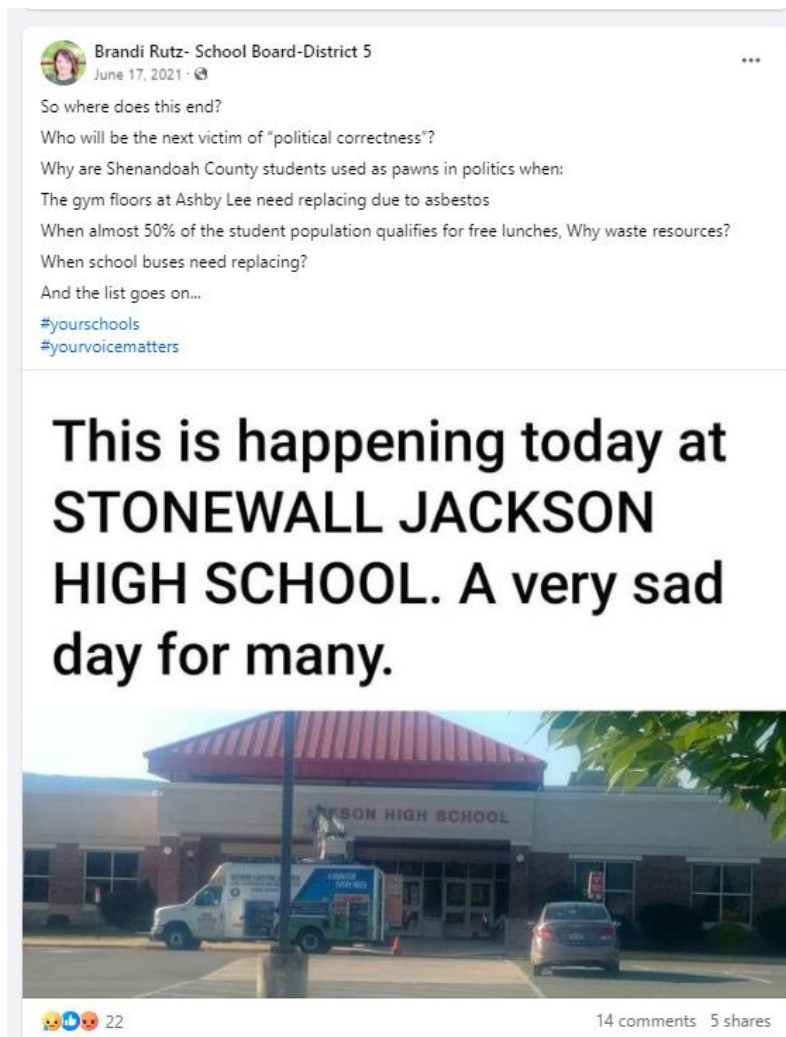 Brandi Rutz- School Board-District 5
June 17, 2021 ·
So where does this end?
Who will be the next victim of "political correctness"?
Why are Shenandoah County students used as pawns in politics when:
The gym floors at Ashby Lee need replacing due to asbestos
When almost 50% of the student population qualifies for free lunches, Why waste resources?
When school buses need replacing?
And the list goes on...
#yourschools
#yourvoicematters
This is happening today at
STONEWALL JACKSON
HIGH SCHOOL. A very sad
day for many.
KSON HIGH SCHOOL
22
14 comments 5 shares